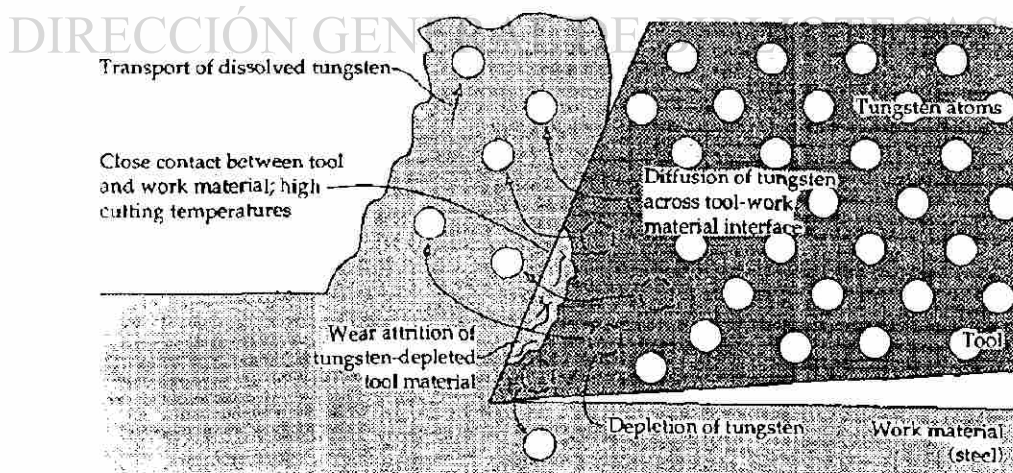 DIRECCIÓN GENERAL DE
Transport of dissolved tungsten
Tungsten atoms
Close contact between tool
and work material; high
cutting temperatures
Diffusion of tungsten
across tool-work
material interface
Wear attrition of
tungsten-depleted
tool material
Tool
Depletion of tungsten
Work material
(steel)